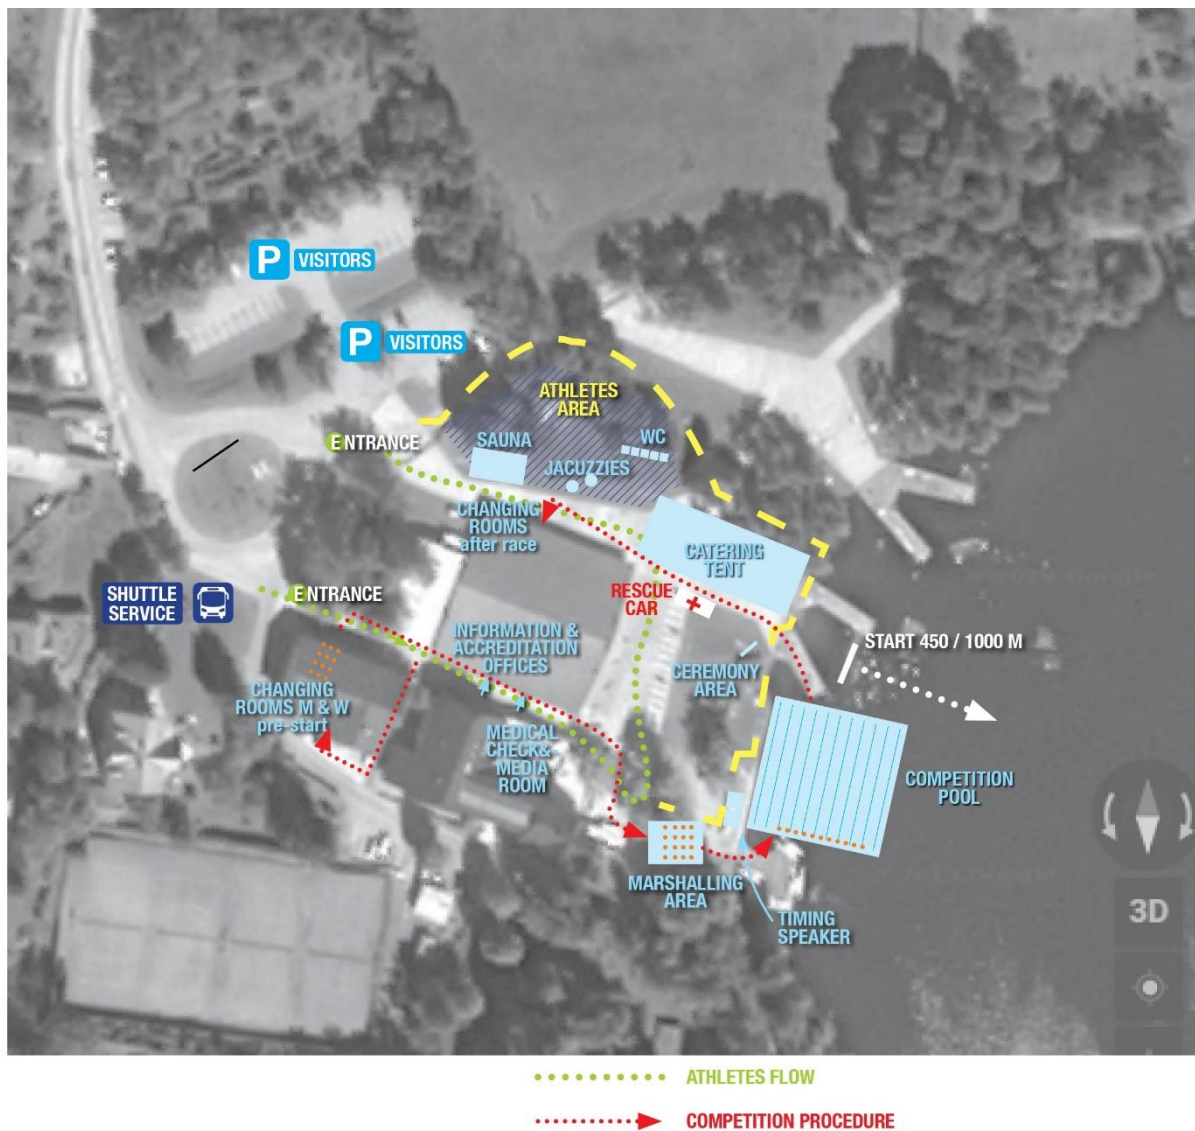 P VISITORS
P VISITORS
ATHLETES
AREA
ENTRANCE
SAUNA
WC
JACUZZIES
CHANGING
ROOMS
after race
CATERING
TENT
SHUTTLE
SERVICE
ENTRANCE
RESCUE
CAR
INFORMATION &
ACCREDITATION
OFFICES
START 450 / 1000 M
CEREMONY
AREA
CHANGING
ROOMS M & W
pre-start
MEDICAL
CHECK&
MEDIA
ROOM
COMPETITION
POOL
MARSHALLING
AREA
TIMING
SPEAKER
3D
ATHLETES FLOW
COMPETITION PROCEDURE